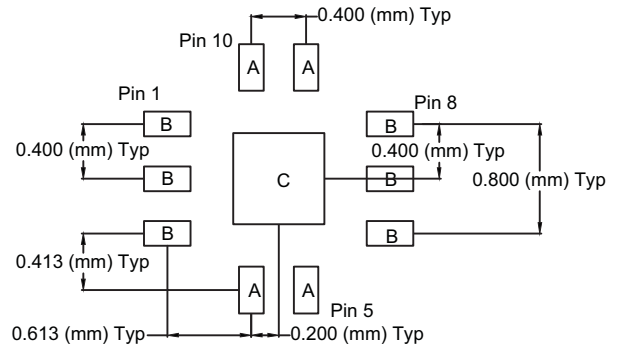 0.400 (mm) Typ
Pin 10
A A
Pin 1
Pin 8
B B
0.400 (mm) Typ
0.400 (mm) Typ
B C B
0.800 (mm) Typ
B B
0.413 (mm) Typ
A A
Pin 5
0.613 (mm) Typ
0.200 (mm) Typ